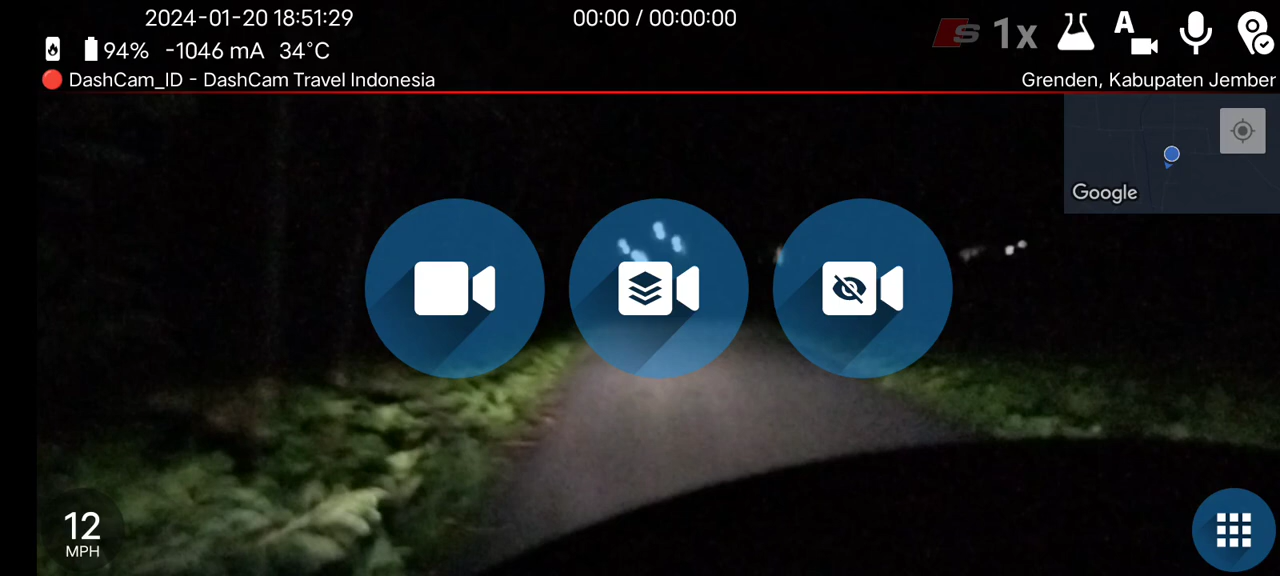 2024-01-20 18:51:29
00:00 / 00:00:00
S 1x A
94% -1046 mA 34°C
DashCam_ID - DashCam Travel Indonesia
Grenden, Kabupaten Jember
Google
12
MPH